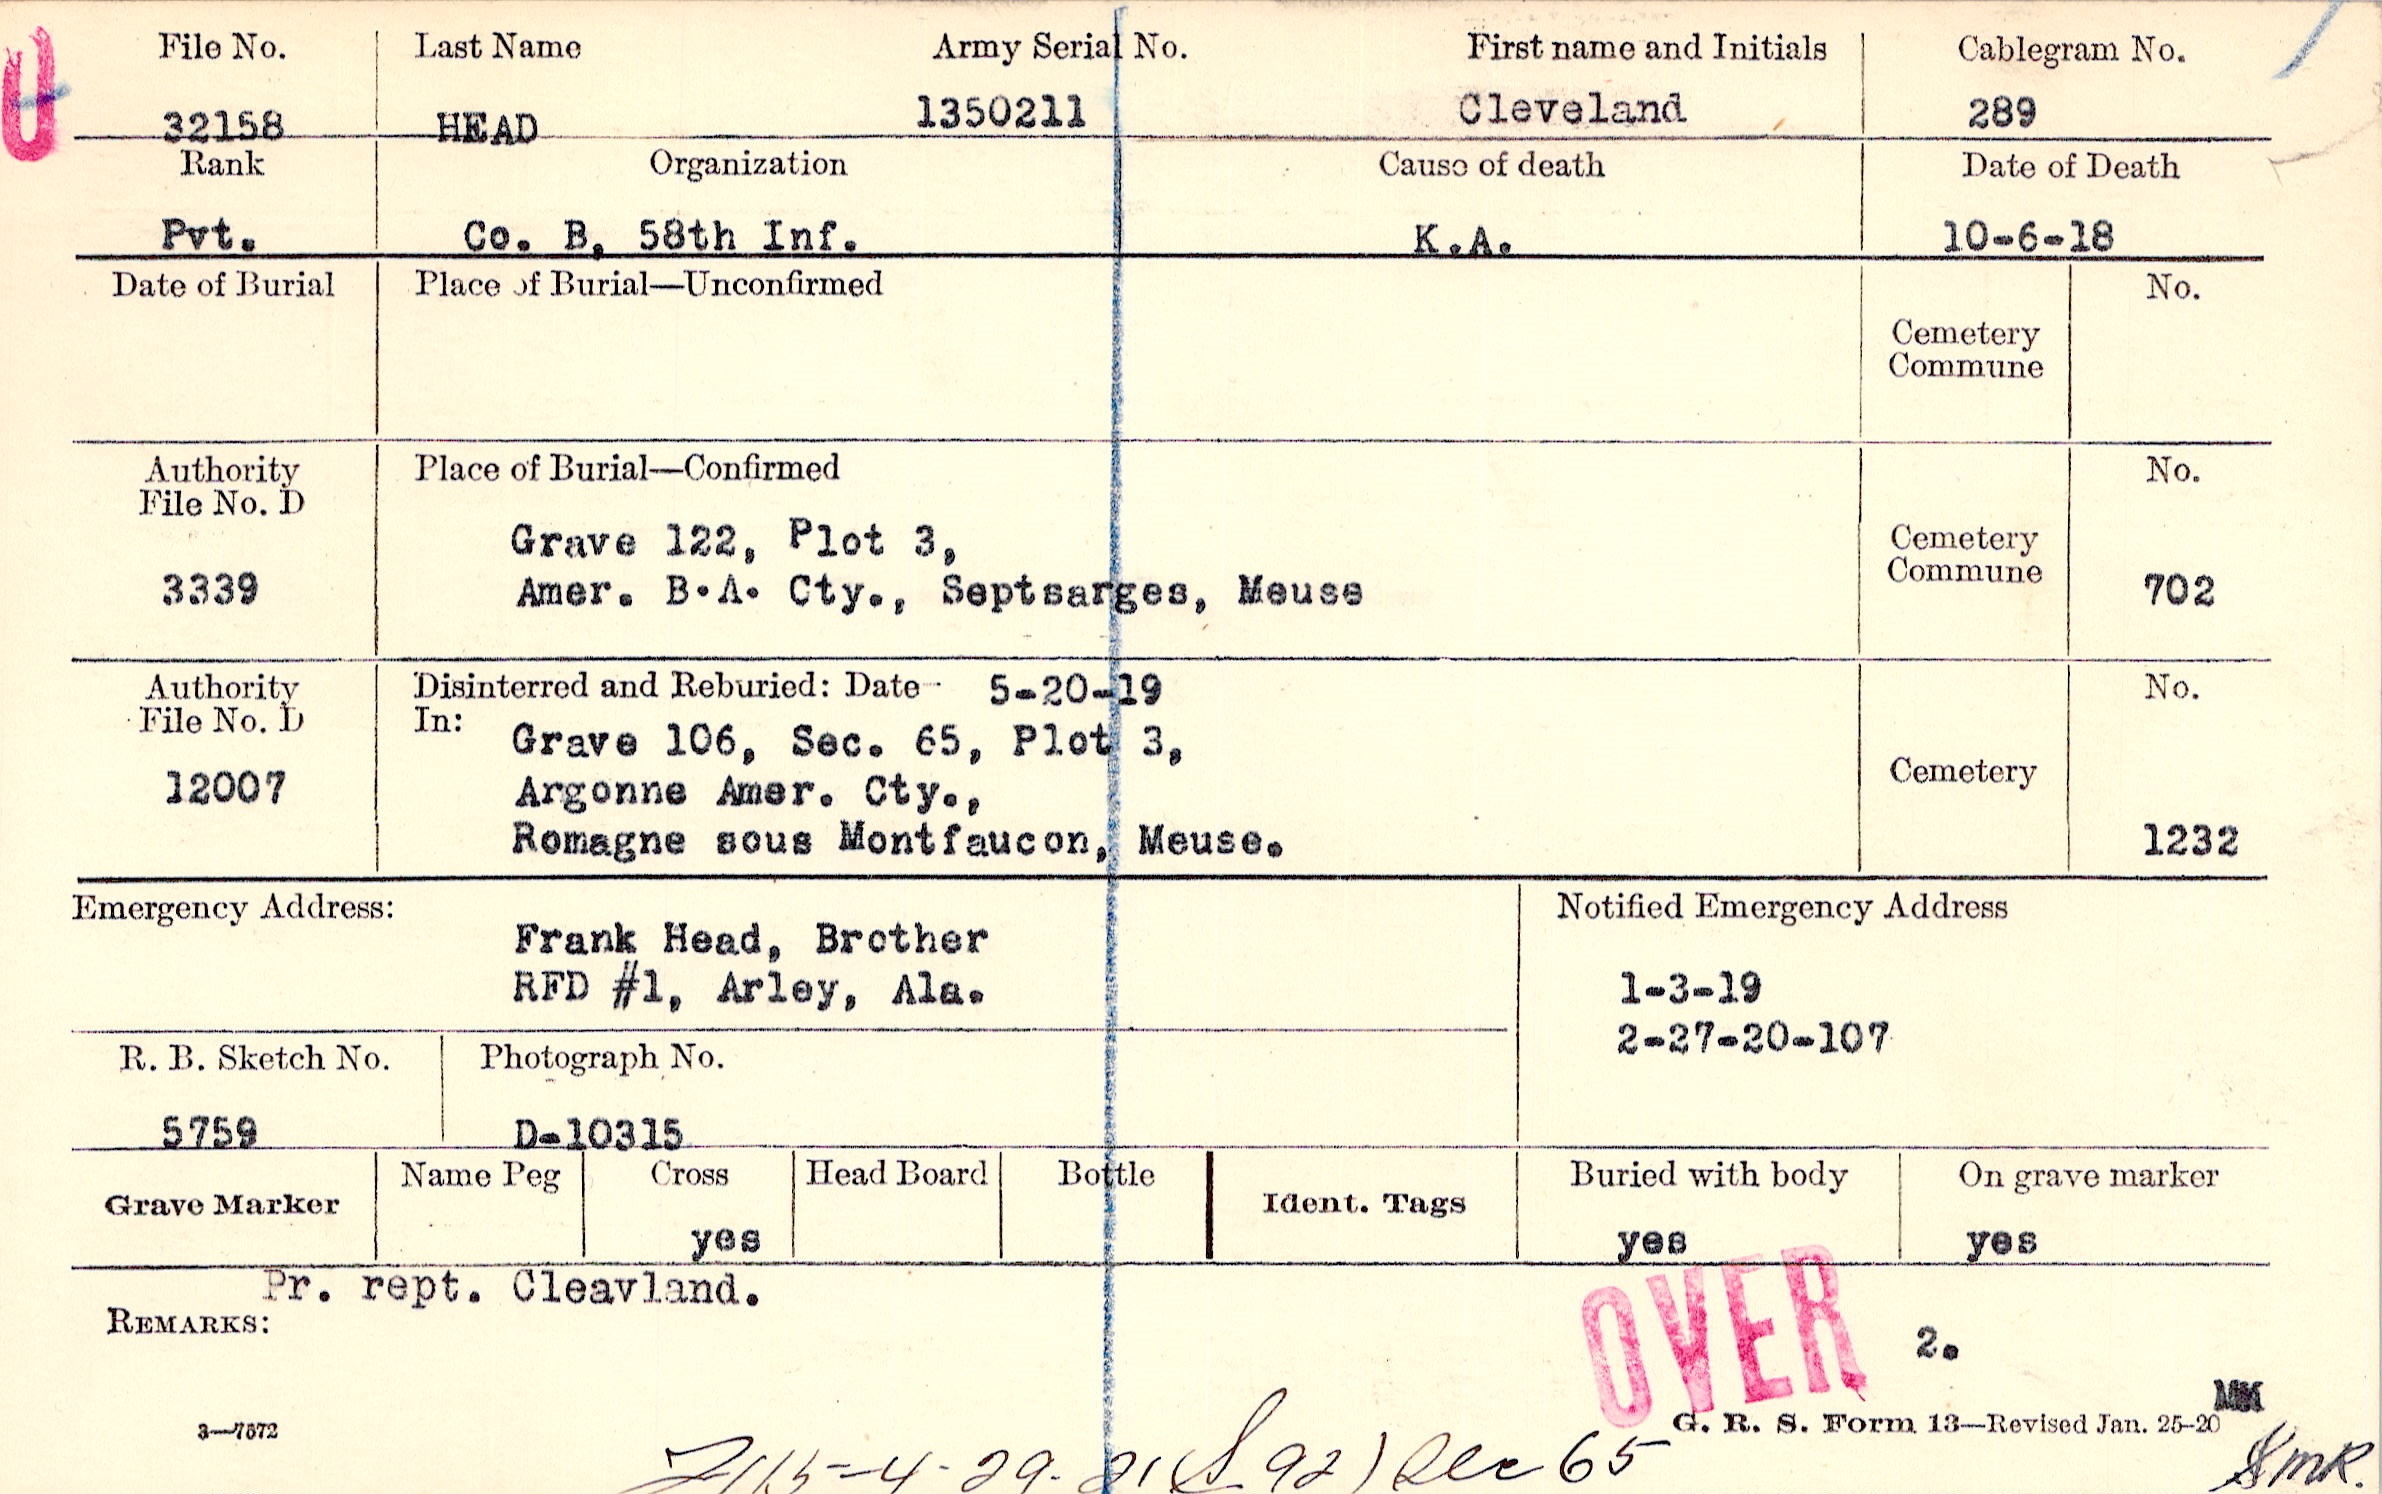 U
File No. Last Name Army Serial No. First name and Initials Cablegram No.
32158 HEAD 1350211 Cleveland 289
Rank Organization Cause of death Date of Death
Pvt. Co. B, 58th Inf. K.A. 10-6-18
Date of Burial Place of Burial—Unconfirmed No.
Cemetery
Commune
Authority Place of Burial—Confirmed No.
File No. D
Grave 122, Plot 3, Cemetery
3339 Amer. B.A. Cty., Septsarges, Meuse Commune 702
Authority Disinterred and Reburied: Date 5-20-19 No.
File No. D In:
Grave 106, Sec. 65, Plot 3,
12007 Argonne Amer. Cty., Cemetery
Romagne sous Montfaucon, Meuse. 1232
Emergency Address: Notified Emergency Address
Frank Head, Brother
RFD #1, Arley, Ala. 1-3-19
2-27-20-107
R. B. Sketch No. Photograph No.
5759 D-10315
Grave Marker Name Peg Cross Head Board Bottle Ident. Tags Buried with body On grave marker
yes yes yes
Pr. rept. Cleavland.
REMARKS:
OVER
2.
MM
3—7572 G. R. S. Form 13—Revised Jan. 25-20
4-29-21 (S. 92) Sec 65